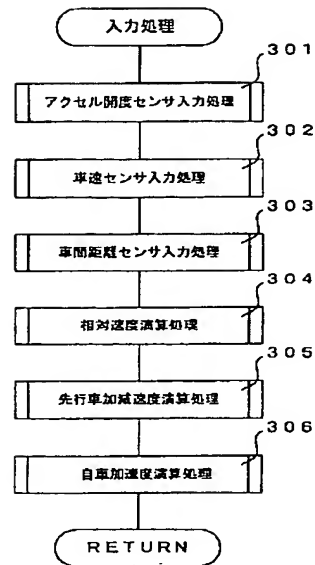 入力処理
301
アクセル開度センサ入力処理
302
車速センサ入力処理
303
車間距離センサ入力処理
304
相対速度演算処理
305
先行車加減速度演算処理
306
自車加速度演算処理
RETURN